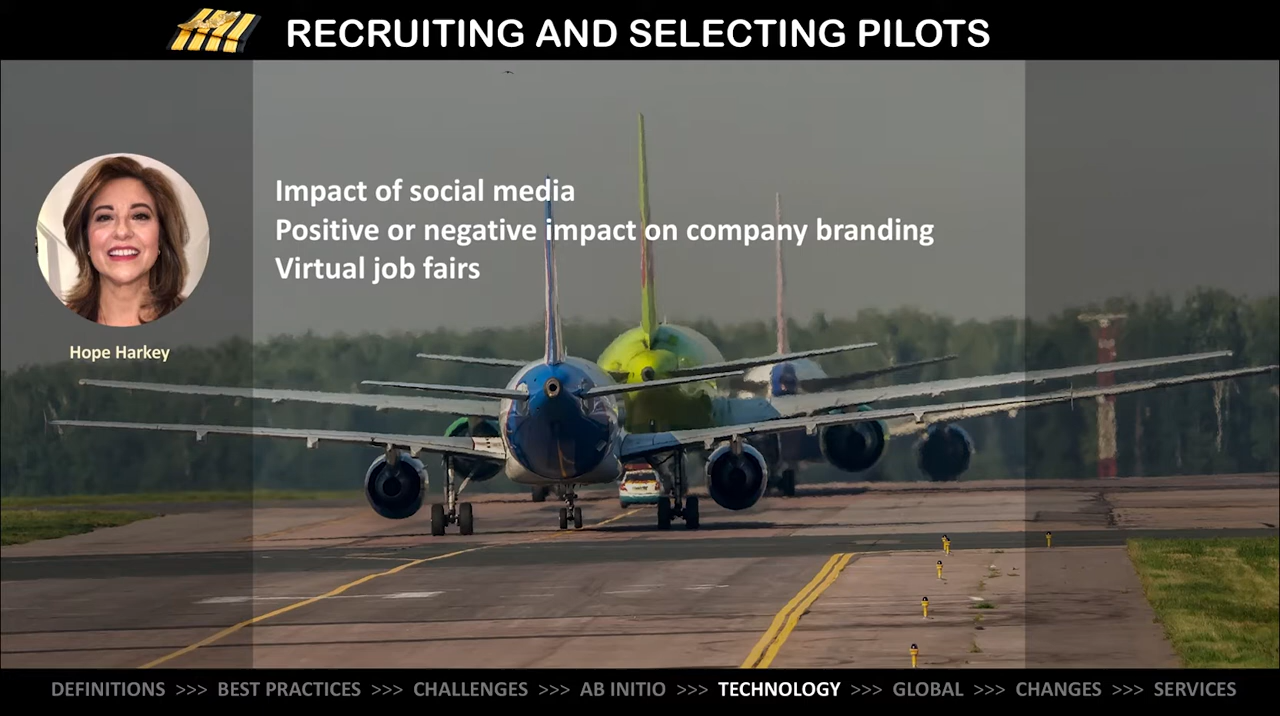 RECRUITING AND SELECTING PILOTS
Impact of social media
Positive or negative impact on company branding
Virtual job fairs
Hope Harkey
DEFINITIONS >>> BEST PRACTICES >>> CHALLENGES >>> AB INITIO >>> TECHNOLOGY >>> GLOBAL >>> CHANGES >>> SERVICES